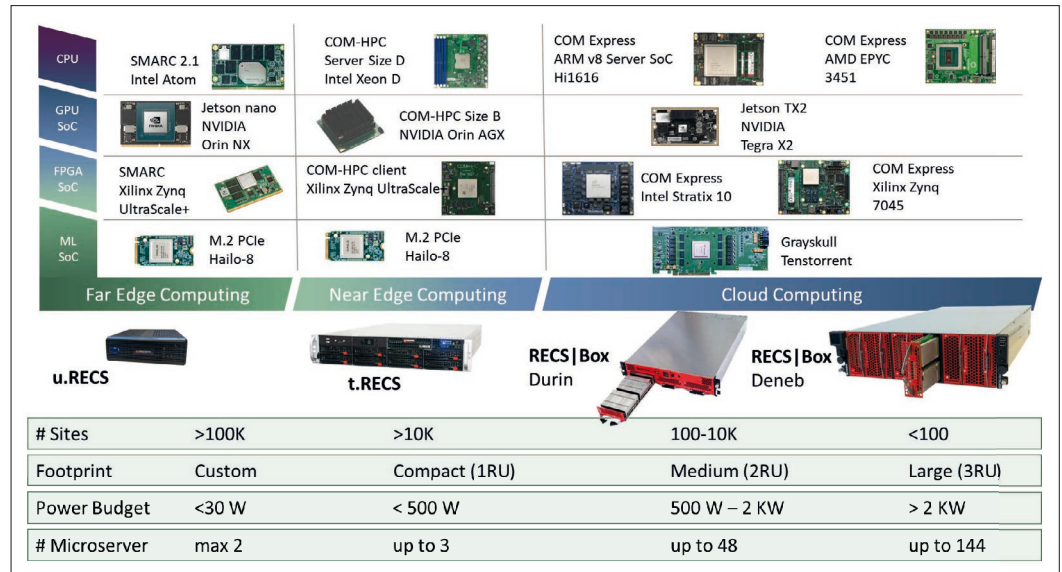 CPU
SMARC 2.1
Intel Atom
COM-HPC
Server Size D
Intel Xeon D
COM Express
ARM v8 Server SoC
Hi1616
COM Express
AMD EPYC
3451
GPU
SoC
Jetson nano
NVIDIA
Orin NX
COM-HPC Size B
NVIDIA Orin AGX
Jetson TX2
NVIDIA
Tegra X2
FPGA
SoC
SMARC
Xilinx Zynq
UltraScale+
COM-HPC client
Xilinx Zynq UltraScale+
COM Express
Intel Stratix 10
COM Express
Xilinx Zynq
7045
ML
SoC
M.2 PCIe
Hailo-8
M.2 PCIe
Hailo-8
Grayskull
Tenstorrent
Far Edge Computing
Near Edge Computing
Cloud Computing
u.RECS
t.RECS
RECS|Box
Durin
RECS|Box
Deneb
# Sites >100K >10K 100-10K <100
Footprint Custom Compact (1RU) Medium (2RU) Large (3RU)
Power Budget <30 W < 500 W 500 W – 2 KW > 2 KW
# Microserver max 2 up to 3 up to 48 up to 144